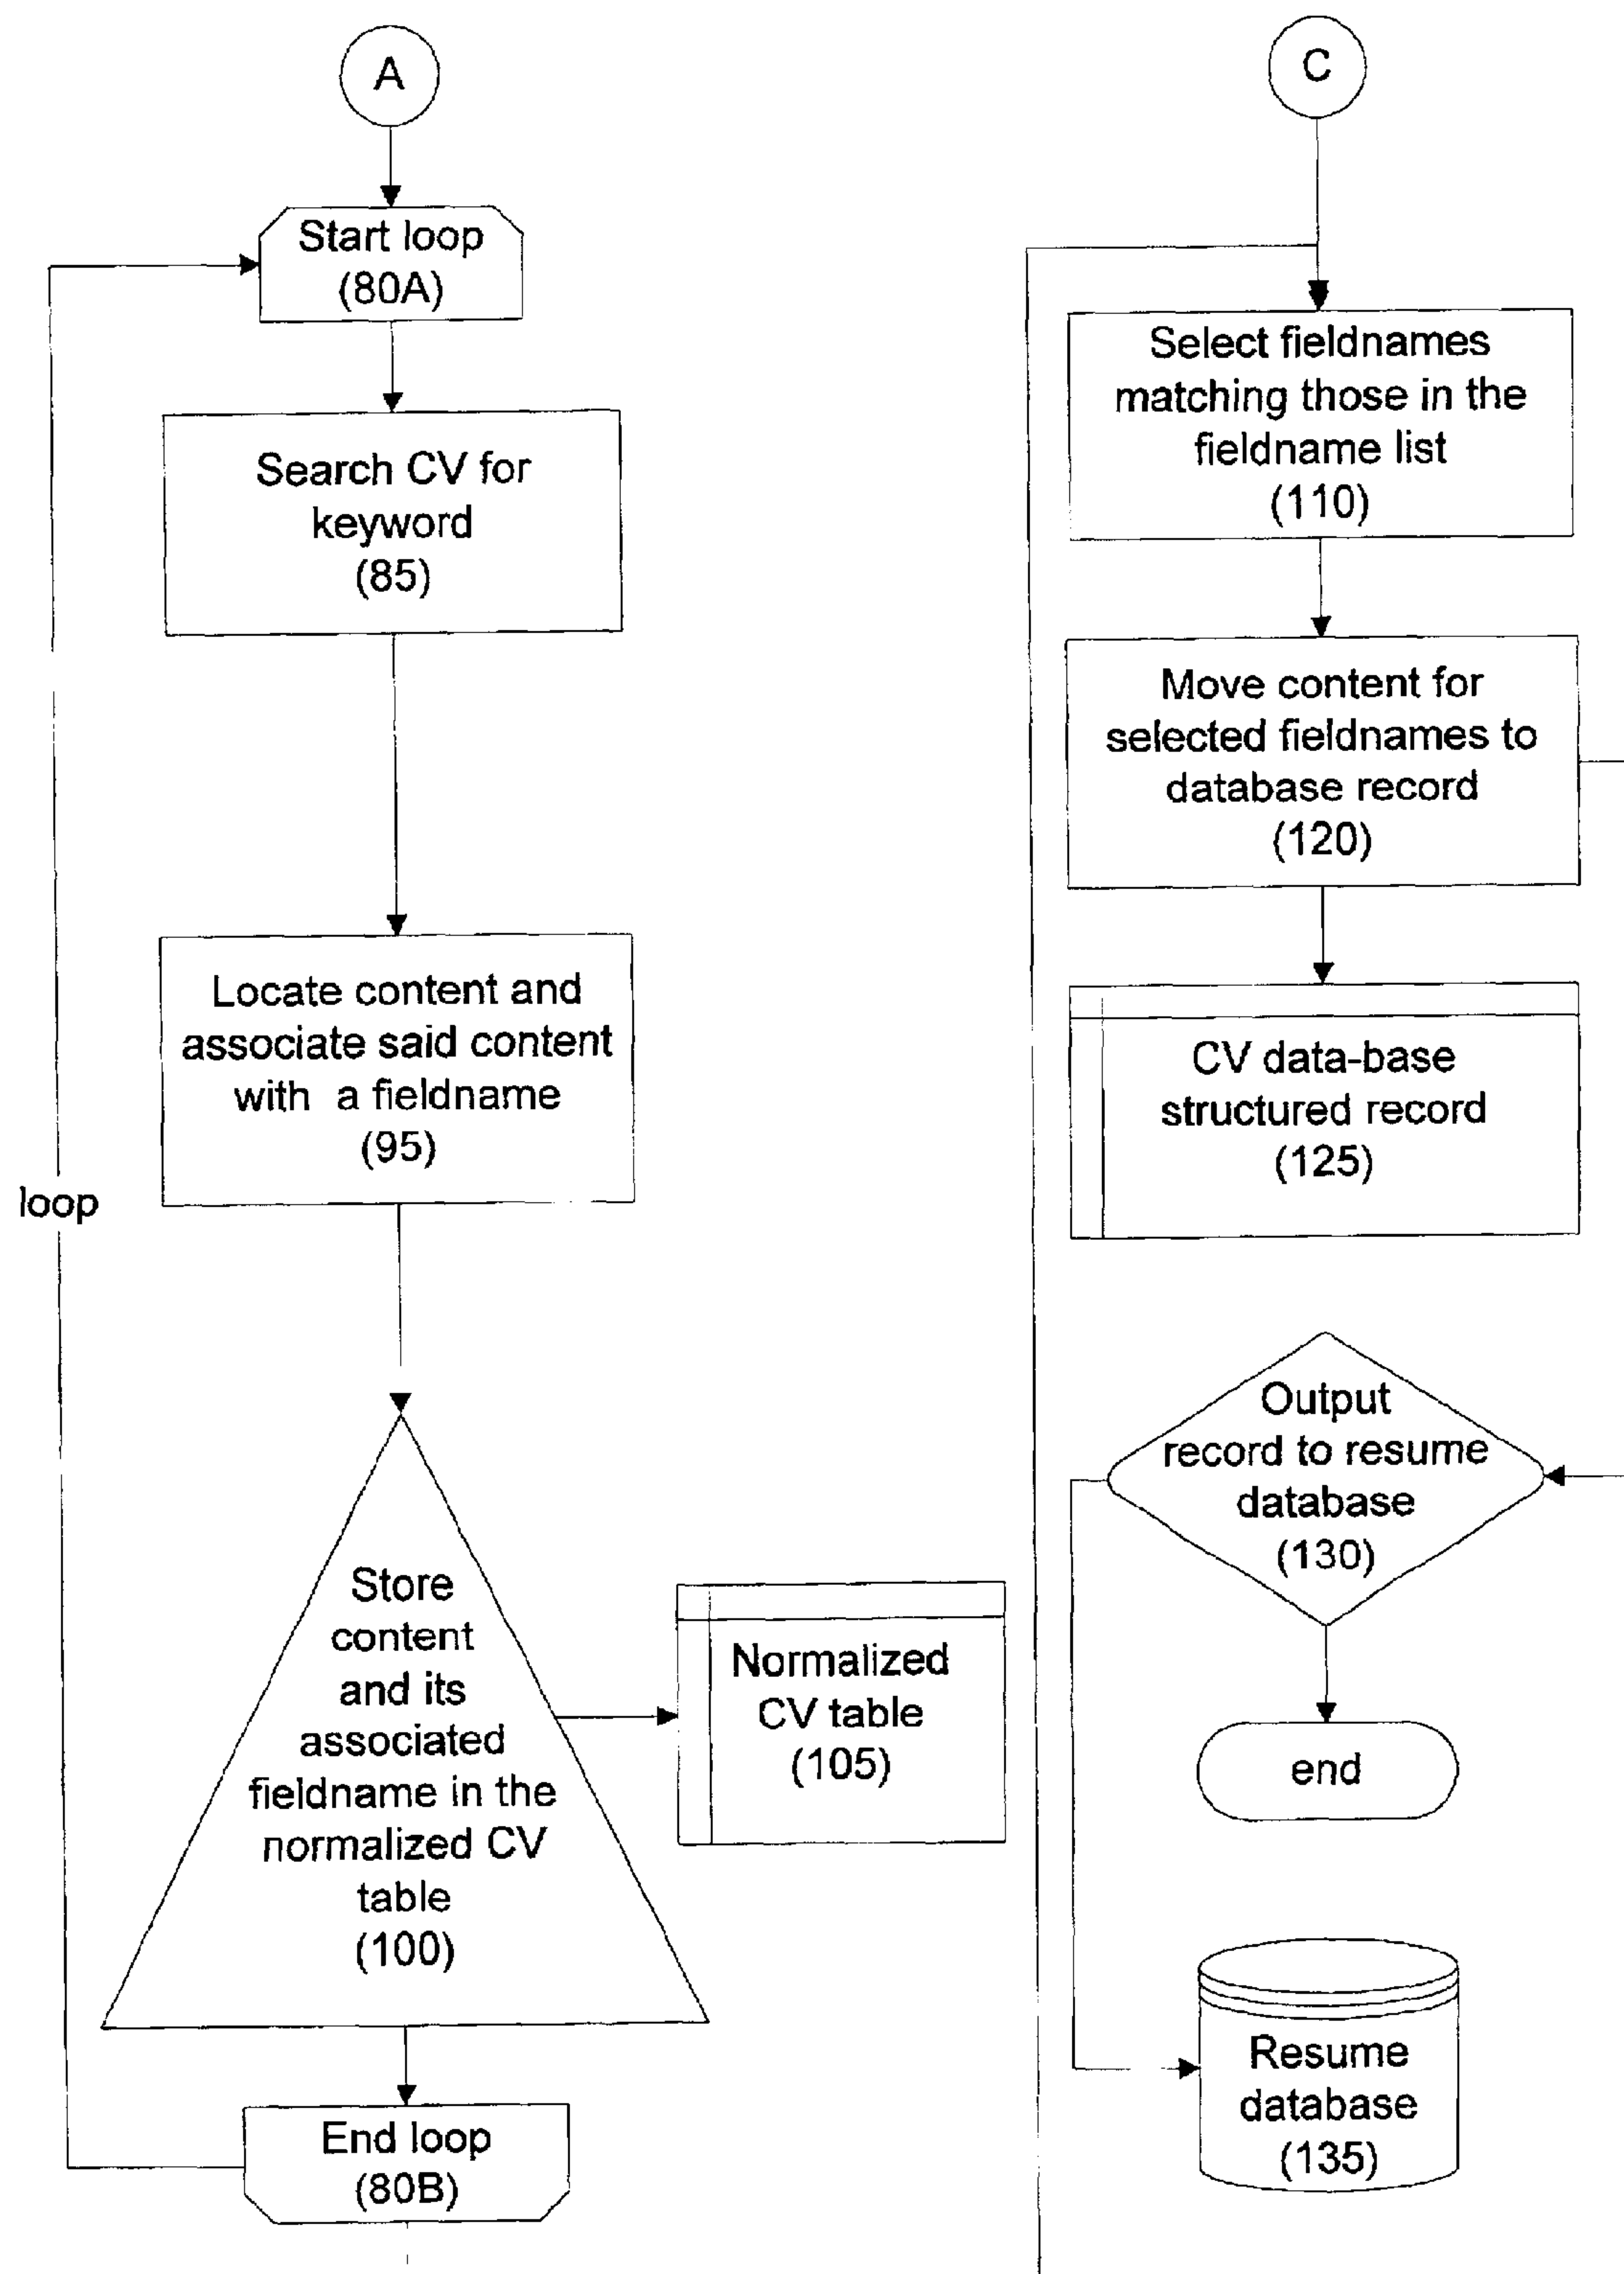 A
Start loop
(80A)
Search CV for
keyword
(85)
Locate content and
associate said content
with a fieldname
(95)
loop
Store
content
and its
associated
fieldname in the
normalized CV
table
(100)
Normalized
CV table
(105)
End loop
(80B)
C
Select fieldnames
matching those in the
fieldname list
(110)
Move content for
selected fieldnames to
database record
(120)
CV data-base
structured record
(125)
Output
record to resume
database
(130)
end
Resume
database
(135)